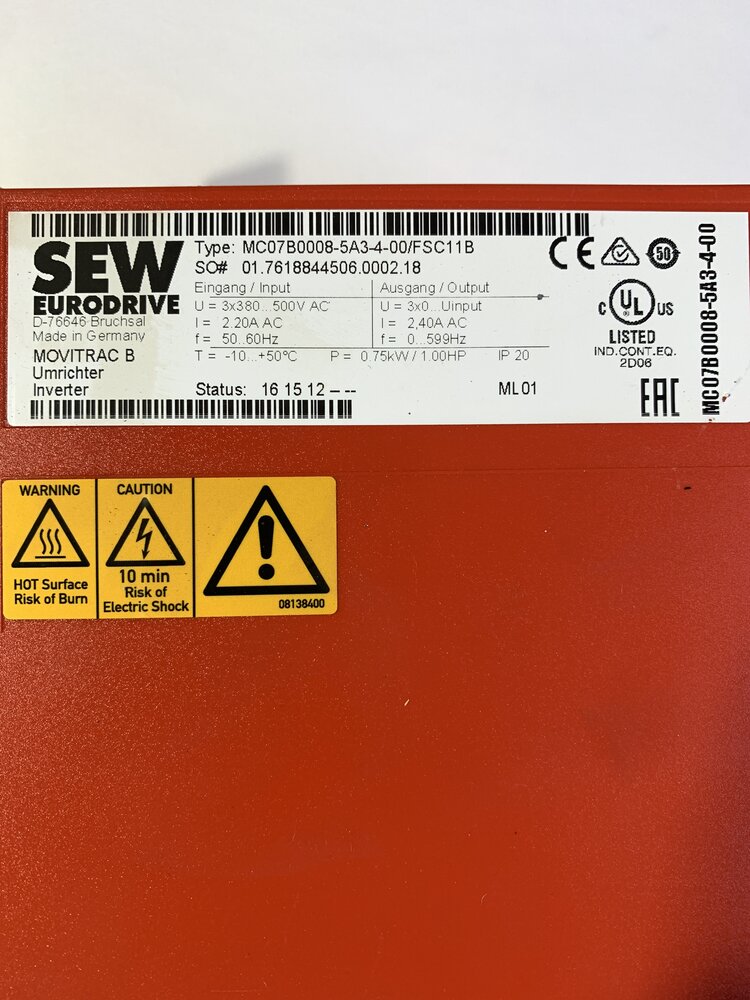 SEW
EURODRIVE
D-76646 Bruchsal
Made in Germany
MOVITRAC B
Umrichter
Inverter
Type: MC07B0008-5A3-4-00/FSC11B
SO# 01.7618844506.0002.18
Eingang / Input
U = 3x380...500V AC
I = 2.20A AC
f = 50..60Hz
Ausgang / Output
U = 3x0...Uinput
I = 2,40A AC
f = 0...599Hz
T = -10...+50°C P = 0.75kW / 1.00HP IP 20
Status: 16 15 12 -- -- ML 01
CE
50
C UL US
LISTED
IND.CONT.EQ.
2D06
EAC
MC07B0008-5A3-4-00
WARNING
HOT Surface
Risk of Burn
CAUTION
10 min
Risk of
Electric Shock
!
08138400